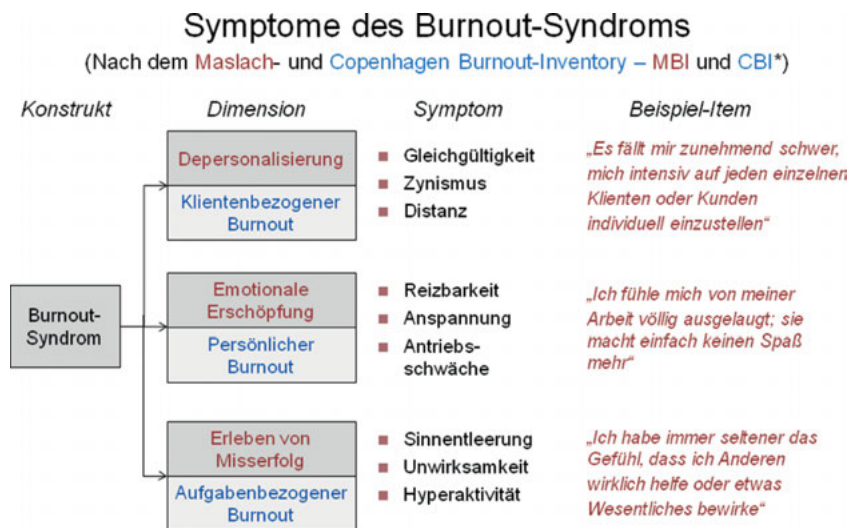 Symptome des Burnout-Syndroms
(Nach dem Maslach- und Copenhagen Burnout-Inventory – MBI und CBI*)
Konstrukt
Dimension
Symptom
Beispiel-Item
Depersonalisierung
Klientenbezogener
Burnout
Gleichgültigkeit
Zynismus
Distanz
„Es fällt mir zunehmend schwer,
mich intensiv auf jeden einzelnen
Klienten oder Kunden
individuell einzustellen“
Burnout-
Syndrom
Emotionale
Erschöpfung
Persönlicher
Burnout
Reizbarkeit
Anspannung
Antriebs-
schwäche
„Ich fühle mich von meiner
Arbeit völlig ausgelaugt; sie
macht einfach keinen Spaß
mehr“
Erleben von
Misserfolg
Aufgabenbezogener
Burnout
Sinnentleerung
Unwirksamkeit
Hyperaktivität
„Ich habe immer seltener das
Gefühl, dass ich Anderen
wirklich helfe oder etwas
Wesentliches bewirke“